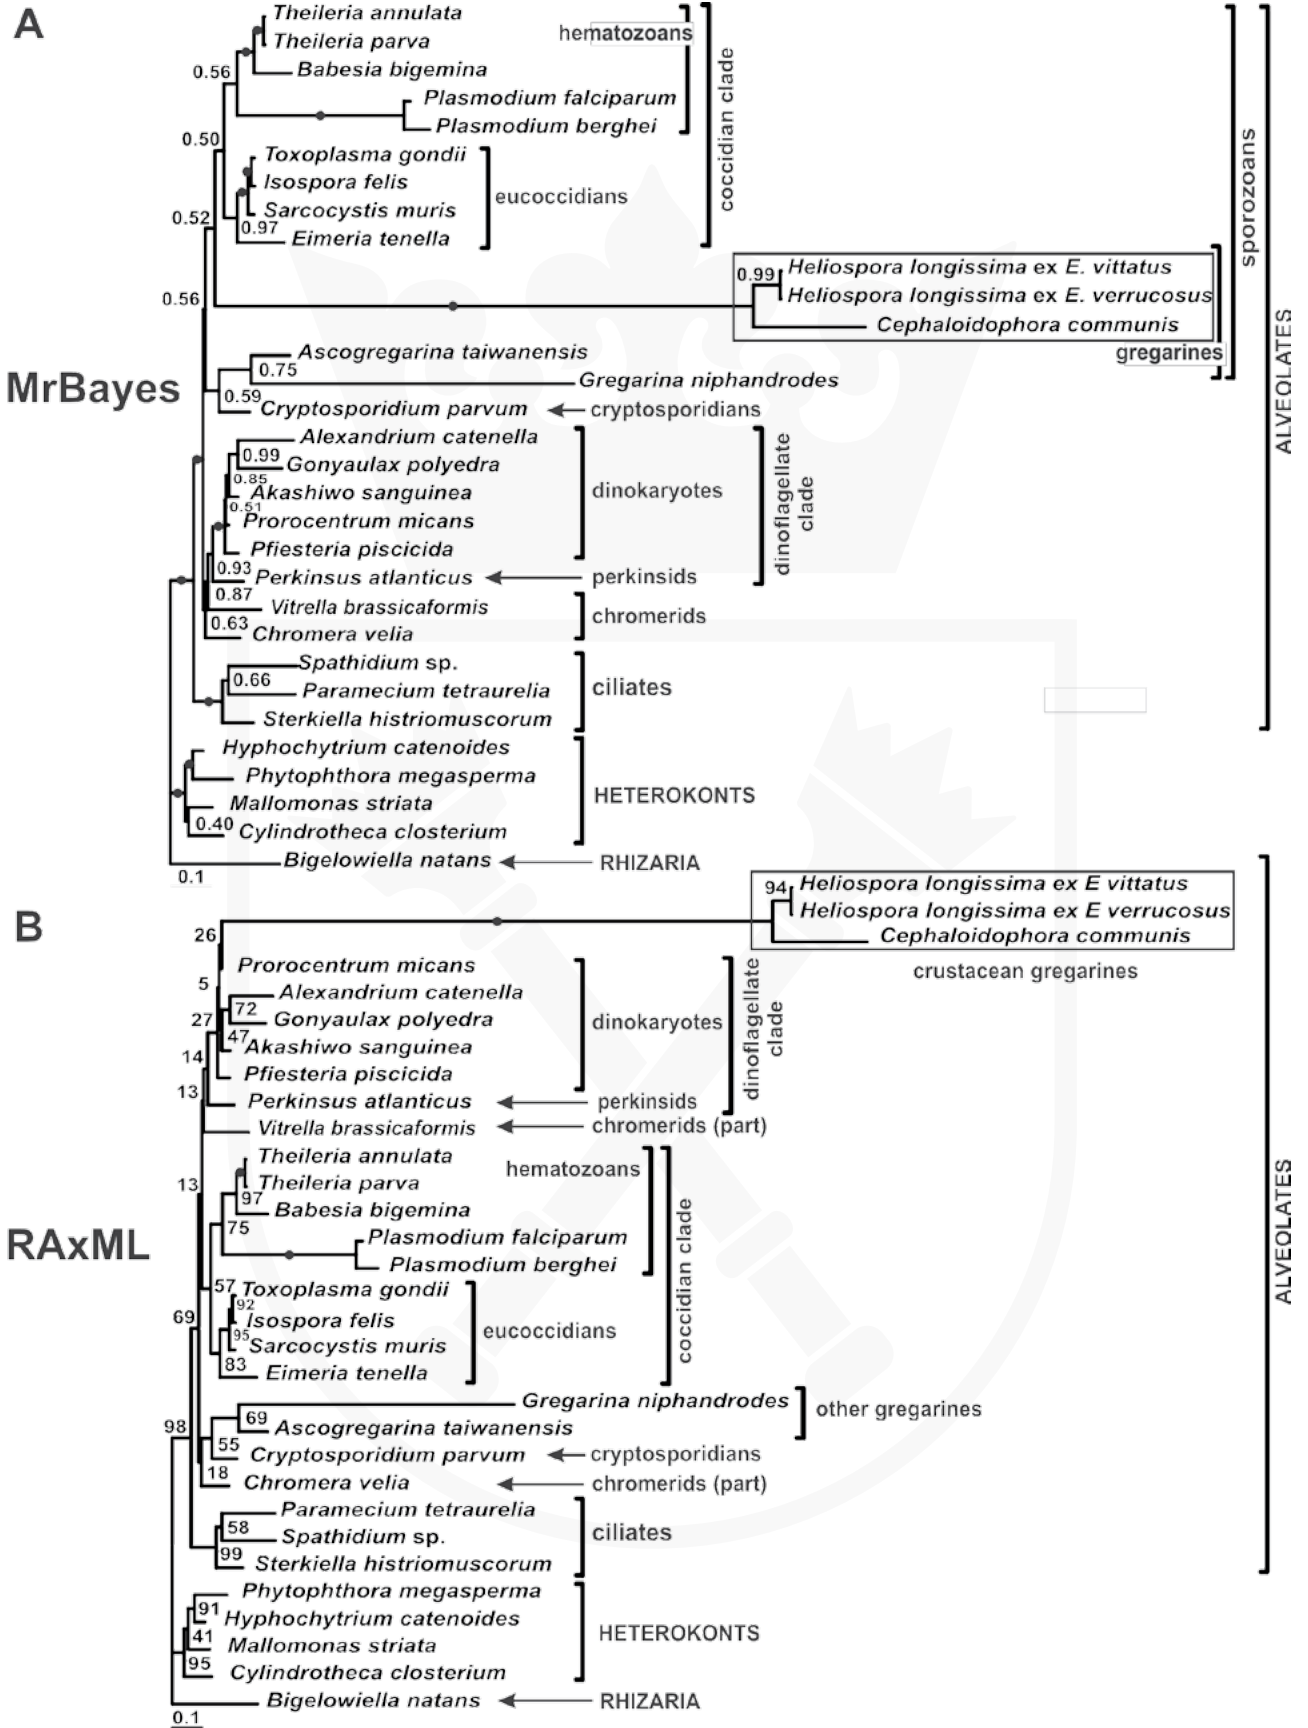 A
Theileria annulata
Theileria parva
hematozoans
Babesia bigemina
0.56
Plasmodium falciparum
Plasmodium berghei
coccidian clade
0.50
Toxoplasma gondii
Isospora felis
eucoccidians
Sarcocystis muris
0.52
0.97
Eimeria tenella
sporozoans
0.99
Heliospora longissima ex E. vittatus
Heliospora longissima ex E. verrucosus
0.56
Cephaloidophora communis
gregarines
ALVEOLATES
Ascogregarina taiwanensis
0.75
MrBayes
Gregarina niphandrodes
0.59
Cryptosporidium parvum
cryptosporidians
Alexandrium catenella
0.99
Gonyaulax polyedra
0.85
Akashiwo sanguinea
dinokaryotes
dinoflagellate
clade
0.51
Prorocentrum micans
Pfiesteria piscicida
0.93
Perkinsus atlanticus
perkinsids
0.87
Vitrella brassicaformis
chromerids
0.63
Chromera velia
Spathidium sp.
0.66
Paramecium tetraurelia
ciliates
Sterkiella histriomuscorum
Hyphochytrium catenoides
Phytophthora megasperma
HETEROKONTS
Mallomonas striata
0.40
Cylindrotheca closterium
Bigelowiella natans
RHIZARIA
0.1
B
94
Heliospora longissima ex E vittatus
Heliospora longissima ex E verrucosus
Cephaloidophora communis
crustacean gregarines
26
Prorocentrum micans
5
Alexandrium catenella
72
27
Gonyaulax polyedra
dinokaryotes
dinoflagellate
clade
47
Akashiwo sanguinea
14
Pfiesteria piscicida
13
Perkinsus atlanticus
perkinsids
Vitrella brassicaformis
chromerids (part)
Theileria annulata
hematozoans
13
Theileria parva
97
Babesia bigemina
75
Plasmodium falciparum
RAxML
Plasmodium berghei
coccidian clade
ALVEOLATES
57
Toxoplasma gondii
92
69
Isospora felis
eucoccidians
95
Sarcocystis muris
83
Eimeria tenella
Gregarina niphandrodes
other gregarines
69
98
Ascogregarina taiwanensis
55
Cryptosporidium parvum
cryptosporidians
18
Chromera velia
chromerids (part)
Paramecium tetraurelia
58
Spathidium sp.
ciliates
99
Sterkiella histriomuscorum
Phytophthora megasperma
91
Hyphochytrium catenoides
HETEROKONTS
41
Mallomonas striata
95
Cylindrotheca closterium
Bigelowiella natans
RHIZARIA
0.1